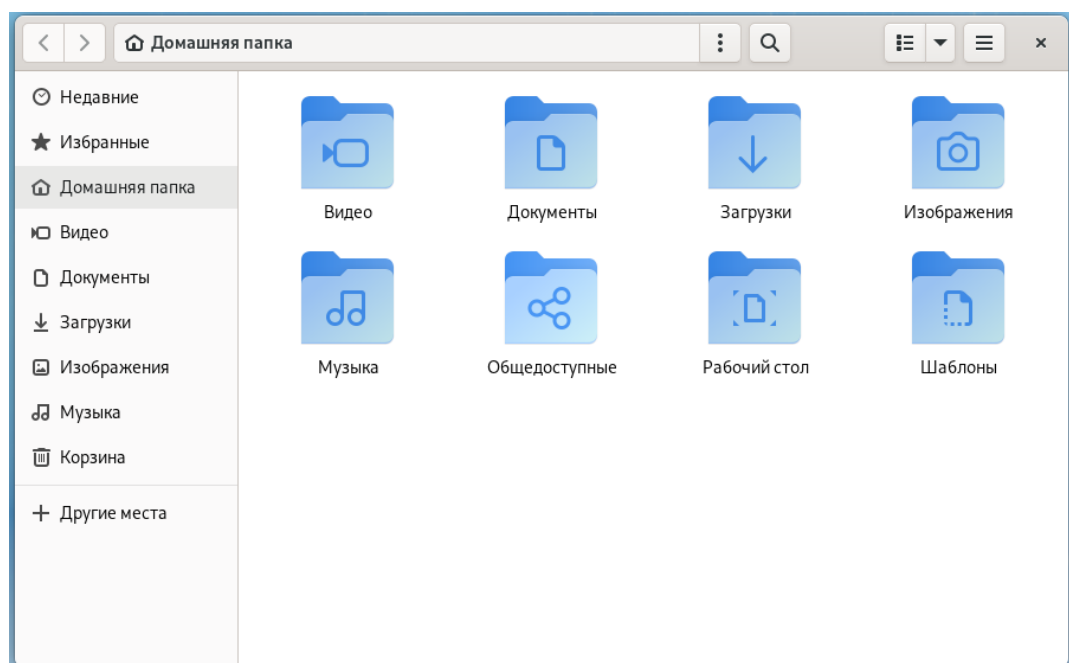 Домашняя папка
Недавние
Избранные
Домашняя папка
Видео
Документы
Загрузки
Изображения
Музыка
Корзина
Другие места
Видео
Документы
Загрузки
Изображения
Музыка
Общедоступные
Рабочий стол
Шаблоны